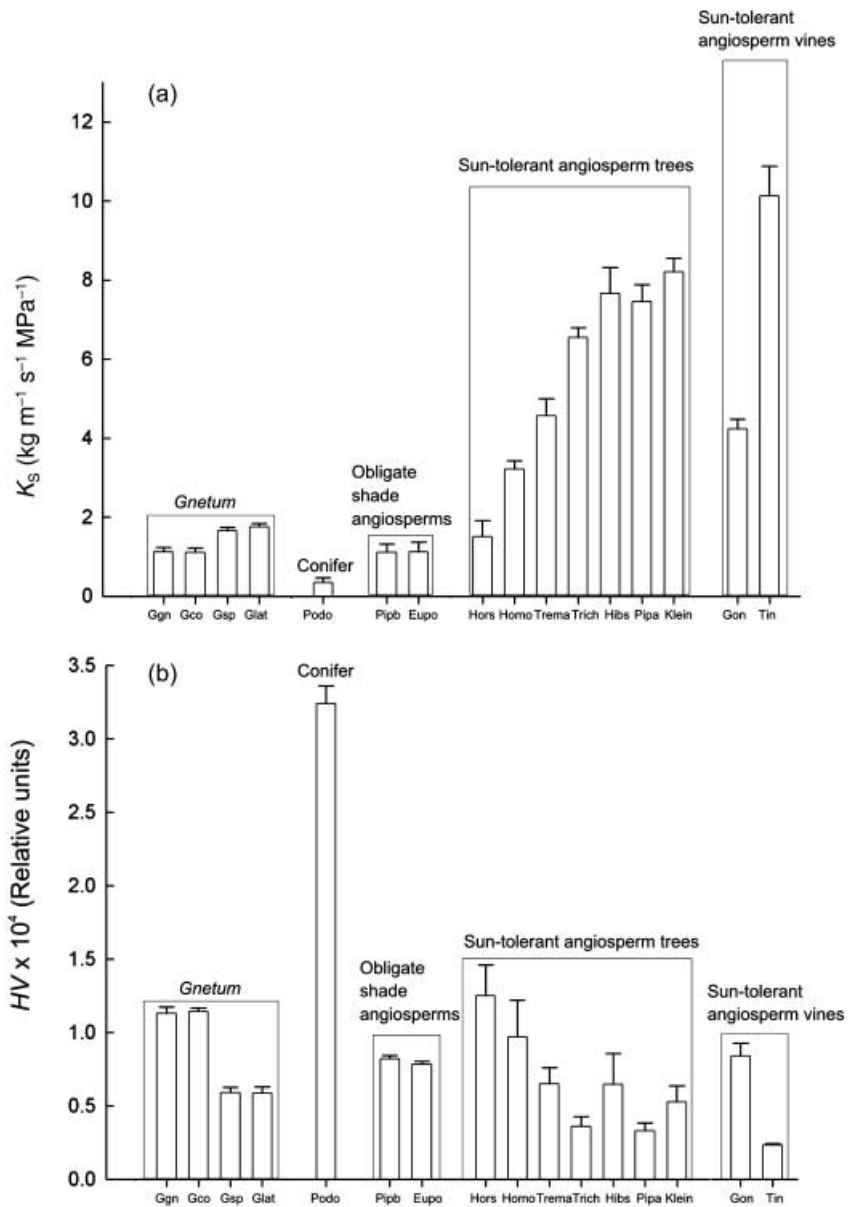 Sun-tolerant
angiosperm vines
(a)
12
Sun-tolerant angiosperm trees
10
8
6
4
2
0
K_S (kg m⁻¹ s⁻¹ MPa⁻¹)
Obligate
shade
angiosperms
Gnetum
Conifer
Ggn Gco Gsp Glat Podo Pipb Eupo Hors Homo Trema Trich Hibs Pipa Klein Gon Tin
3.5
(b)
Conifer
3.0
2.5
2.0
1.5
1.0
0.5
0.0
HV x 10⁴ (Relative units)
Sun-tolerant angiosperm trees
Obligate
shade
angiosperms
Gnetum
Sun-tolerant
angiosperm vines
Ggn Gco Gsp Glat Podo Pipb Eupo Hors Homo Trema Trich Hibs Pipa Klein Gon Tin